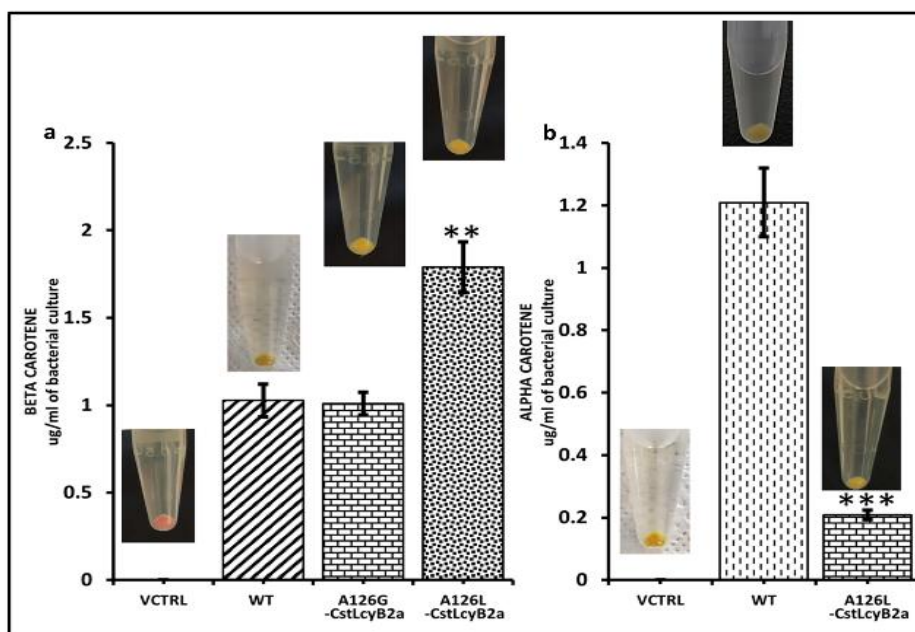 a
BETA CAROTENE
ug/ml of bacterial culture
2.5
2
1.5
1
0.5
0
**
VCTRL
WT
A126G
-CstLcyB2a
A126L
-CstLcyB2a
b
ALPHA CAROTENE
ug/ml of bacterial culture
1.4
1.2
1
0.8
0.6
0.4
0.2
0
***
VCTRL
WT
A126L
-CstLcyB2a